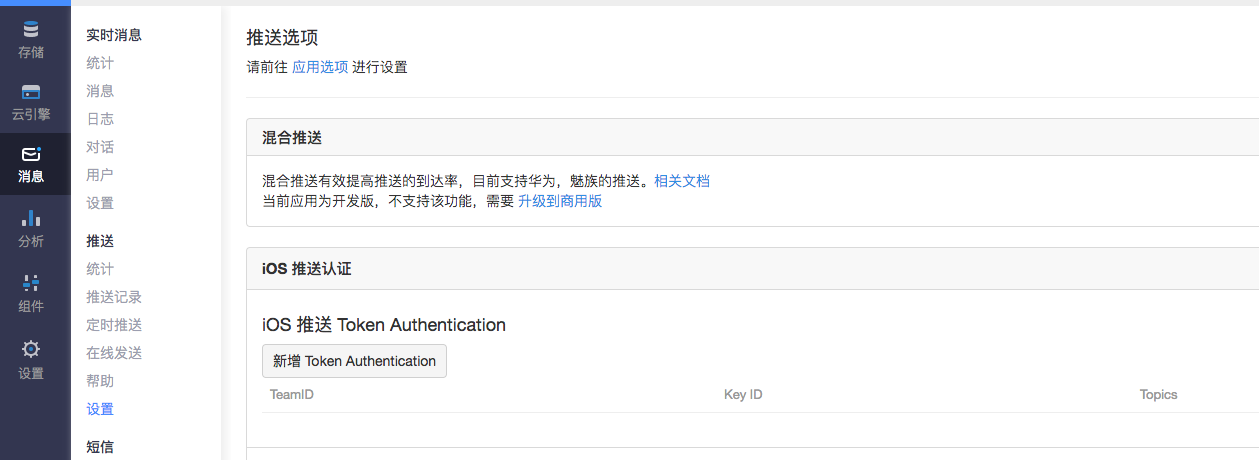 存储
云引擎
消息
分析
组件
设置
实时消息
统计
消息
日志
对话
用户
设置
推送
统计
推送记录
定时推送
在线发送
帮助
设置
短信
推送选项
请前往 应用选项 进行设置
混合推送
混合推送有效提高推送的到达率，目前支持华为，魅族的推送。相关文档
当前应用为开发版，不支持该功能，需要 升级到商用版
iOS 推送认证
iOS 推送 Token Authentication
新增 Token Authentication
TeamID Key ID Topics